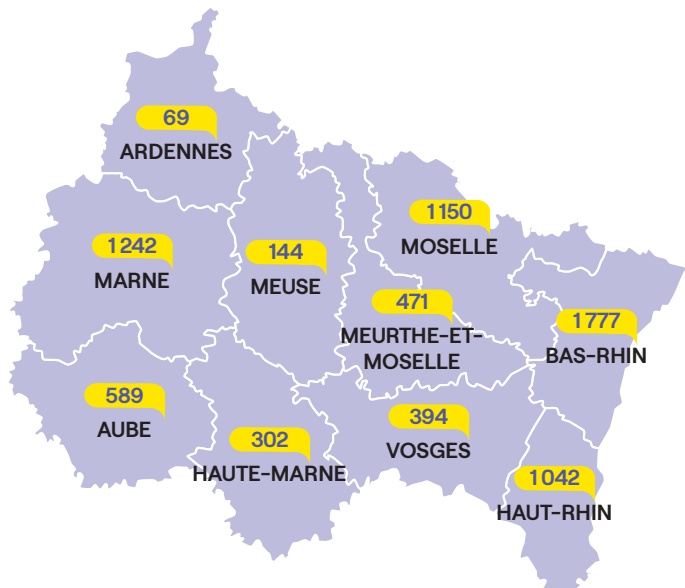 69
ARDENNES
1150
MOSELLE
1242
MARNE
144
MEUSE
471
MEURTHE-ET-
MOSELLE
1777
BAS-RHIN
589
AUBE
302
HAUTE-MARNE
394
VOSGES
1042
HAUT-RHIN